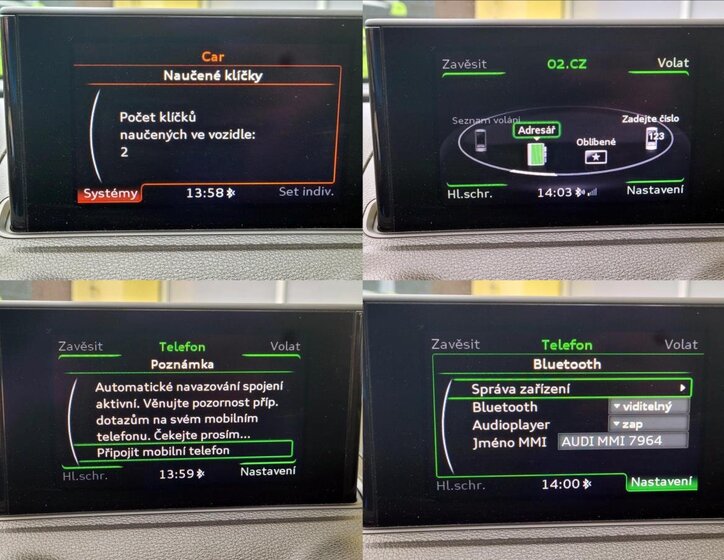 Car
Naučené klíčky
Počet klíčků
naučených ve vozidle:
2
Systémy 13:58 Set indiv.
Zavěsit O2.CZ Volat
Seznam volání Adresář Oblíbené Zadejte číslo
123
Hl.schr. 14:03 Nastavení
Zavěsit Telefon Volat
Poznámka
Automatické navazování spojení
aktivní. Věnujte pozornost příp.
dotazům na svém mobilním
telefonu. Čekejte prosím...
Připojit mobilní telefon
Hl.schr. 13:59 Nastavení
Zavěsit Telefon Volat
Bluetooth
Správa zařízení
Bluetooth viditelný
Audioplayer zap
Jméno MMI AUDI MMI 7964
Hl.schr. 14:00 Nastavení